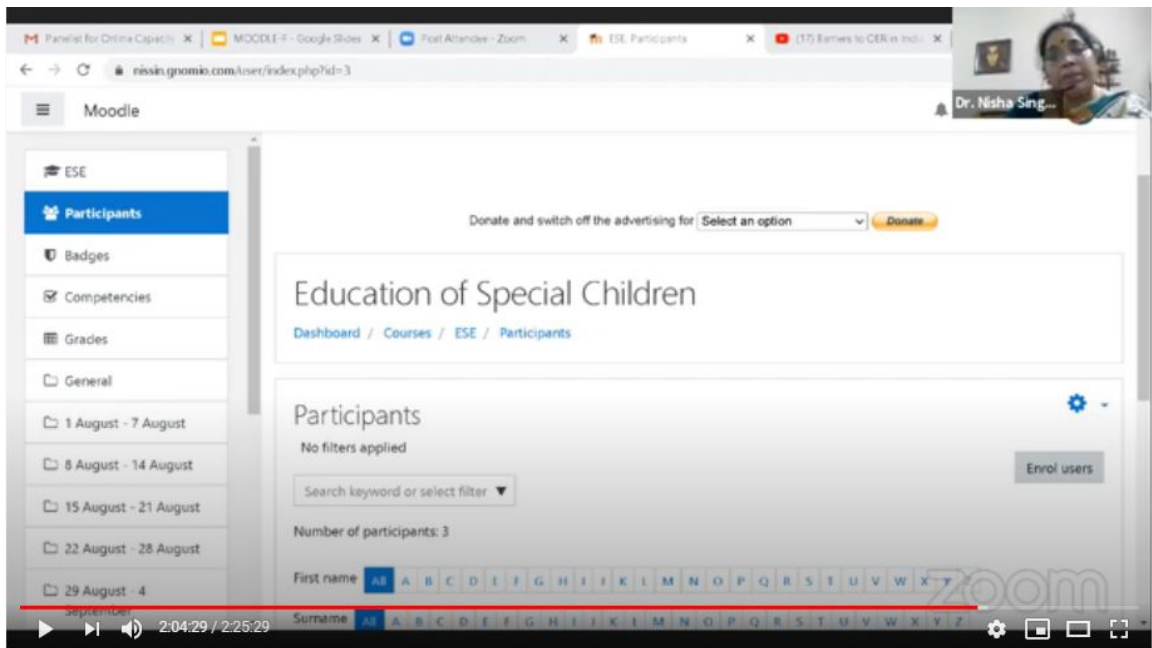 Panelist for Online Capacity
MOODLE-F - Google Slides
Post Attendee - Zoom
ESE: Participants
(17) Barriers to CER in Indi
nissin.gnomio.com/user/index.php?id=3
Moodle
Dr. Nisha Sing...
ESE
Participants
Badges
Competencies
Grades
General
1 August - 7 August
8 August - 14 August
15 August - 21 August
22 August - 28 August
29 August - 4
September
Donate and switch off the advertising for Select an option Donate
Education of Special Children
Dashboard / Courses / ESE / Participants
Participants
No filters applied
Enrol users
Search keyword or select filter ▼
Number of participants: 3
First name All A B C D E F G H I J K L M N O P Q R S T U V W X Y Z
Surname All A B C D E F G H I J K L M N O P Q R S T U V W X Y Z
zoom
2:04:29 / 2:25:29